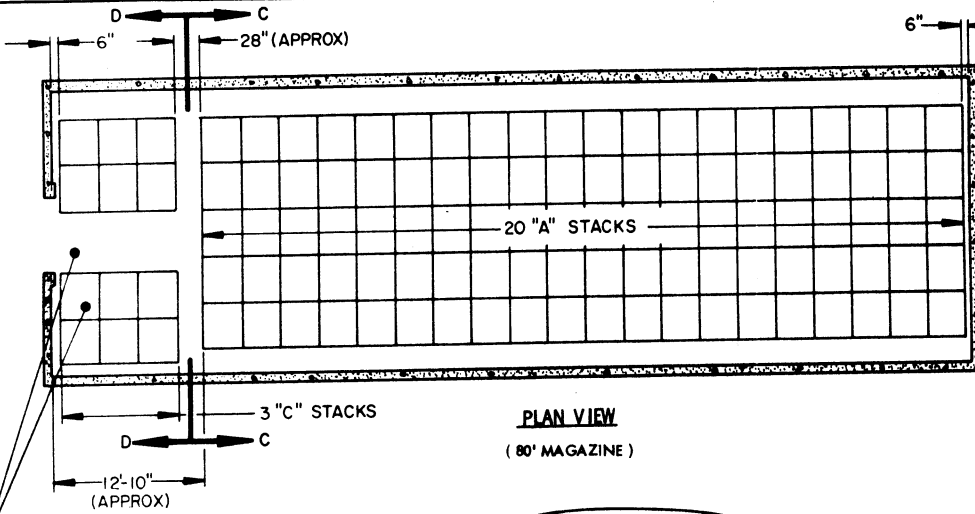 D C
6" 28" (APPROX) 6"
20 "A" STACKS
3 "C" STACKS
D C
12'-10"
(APPROX)
PLAN VIEW
( 80' MAGAZINE )